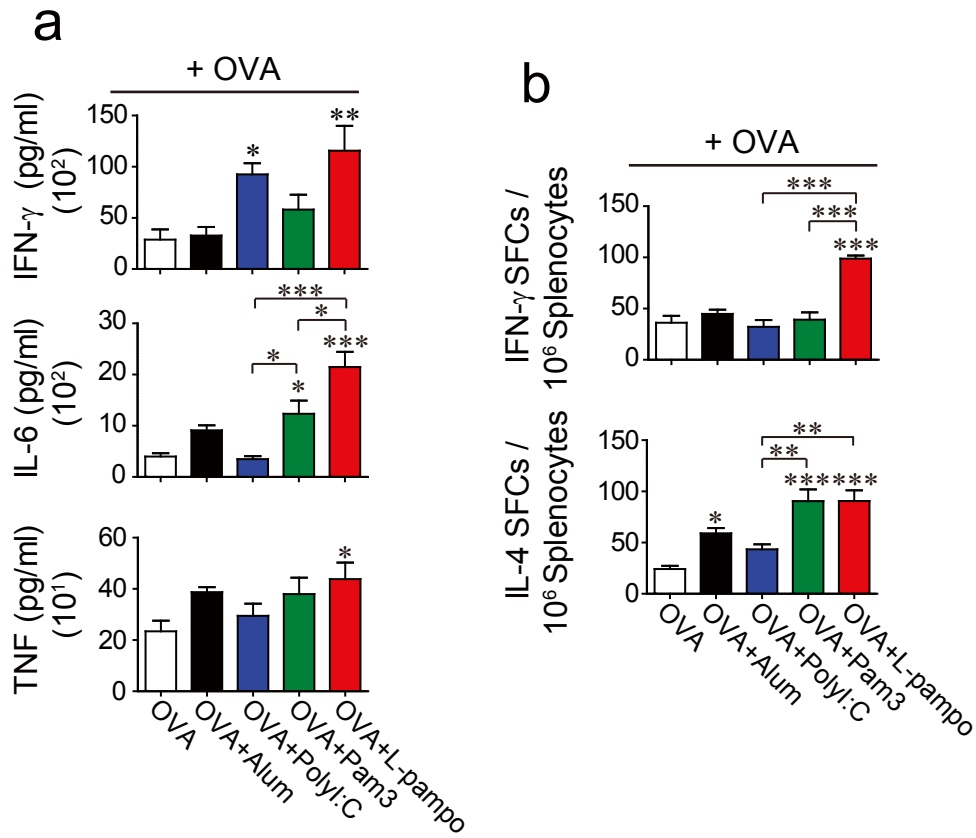 a
+ OVA
IFN-γ (pg/ml)
(10²)
150
100
50
0
*
**
IL-6 (pg/ml)
(10²)
30
20
10
0
***
*
*
*
***
TNF (pg/ml)
(10¹)
60
40
20
0
*
OVA
OVA+Alum
OVA+PolyI:C
OVA+Pam3
OVA+L-pampo
b
+ OVA
IFN-γ SFCs /
10⁶ Splenocytes
150
100
50
0
***
***
***
IL-4 SFCs /
10⁶ Splenocytes
150
100
50
0
**
**
*
******
OVA
OVA+Alum
OVA+PolyI:C
OVA+Pam3
OVA+L-pampo